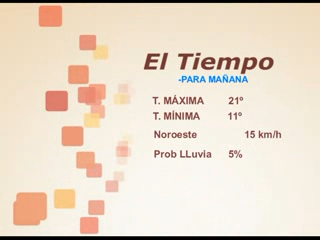 El Tiempo
-PARA MAÑANA
T. MÁXIMA 21º
T. MÍNIMA 11º
Noroeste 15 km/h
Prob LLuvia 5%